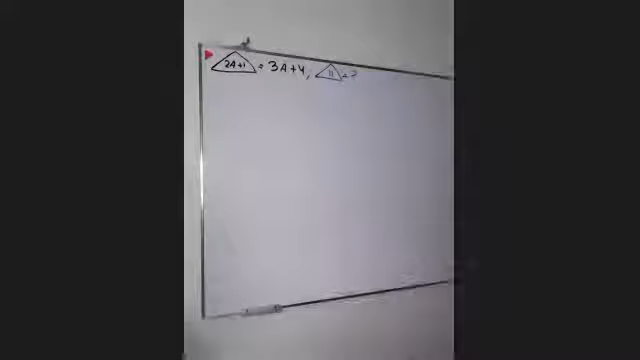 2A+1 = 3A+4, 11 = ?